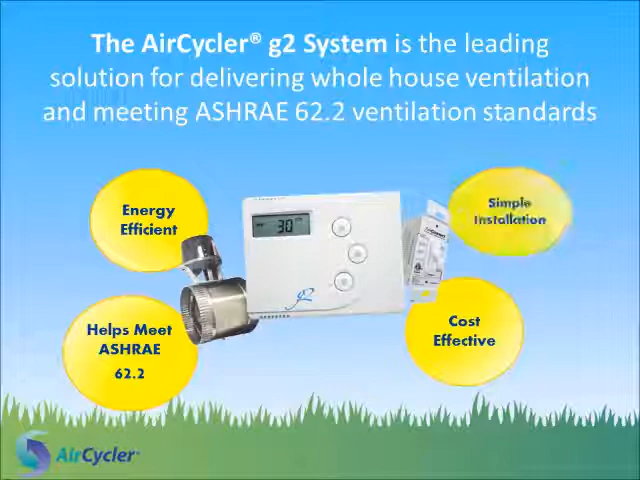 The AirCycler® g2 System is the leading
solution for delivering whole house ventilation
and meeting ASHRAE 62.2 ventilation standards
Energy
Efficient
Simple
Installation
30
g2
Helps Meet
ASHRAE
62.2
Cost
Effective
AirCycler®